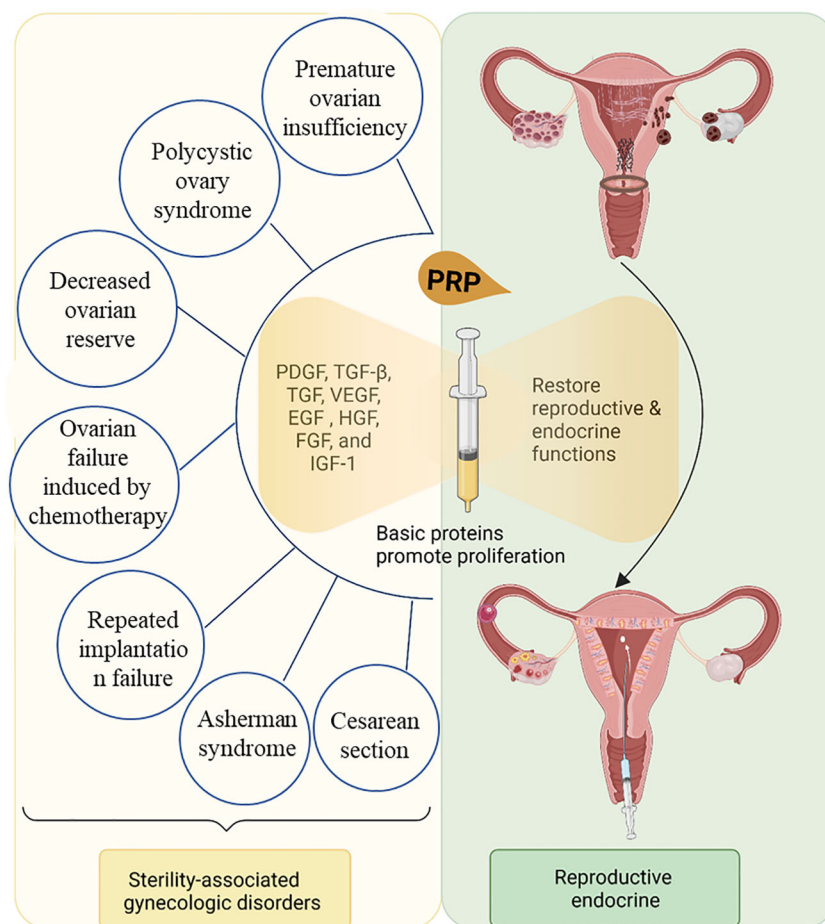 Premature
ovarian
insufficiency
Polycystic
ovary
syndrome
Decreased
ovarian
reserve
Ovarian
failure
induced by
chemotherapy
Repeated
implantatio
n failure
Asherman
syndrome
Cesarean
section
PDGF, TGF-β,
TGF, VEGF,
EGF , HGF,
FGF, and
IGF-1
PRP
Basic proteins
promote proliferation
Restore
reproductive &
endocrine
functions
Sterility-associated
gynecologic disorders
Reproductive
endocrine